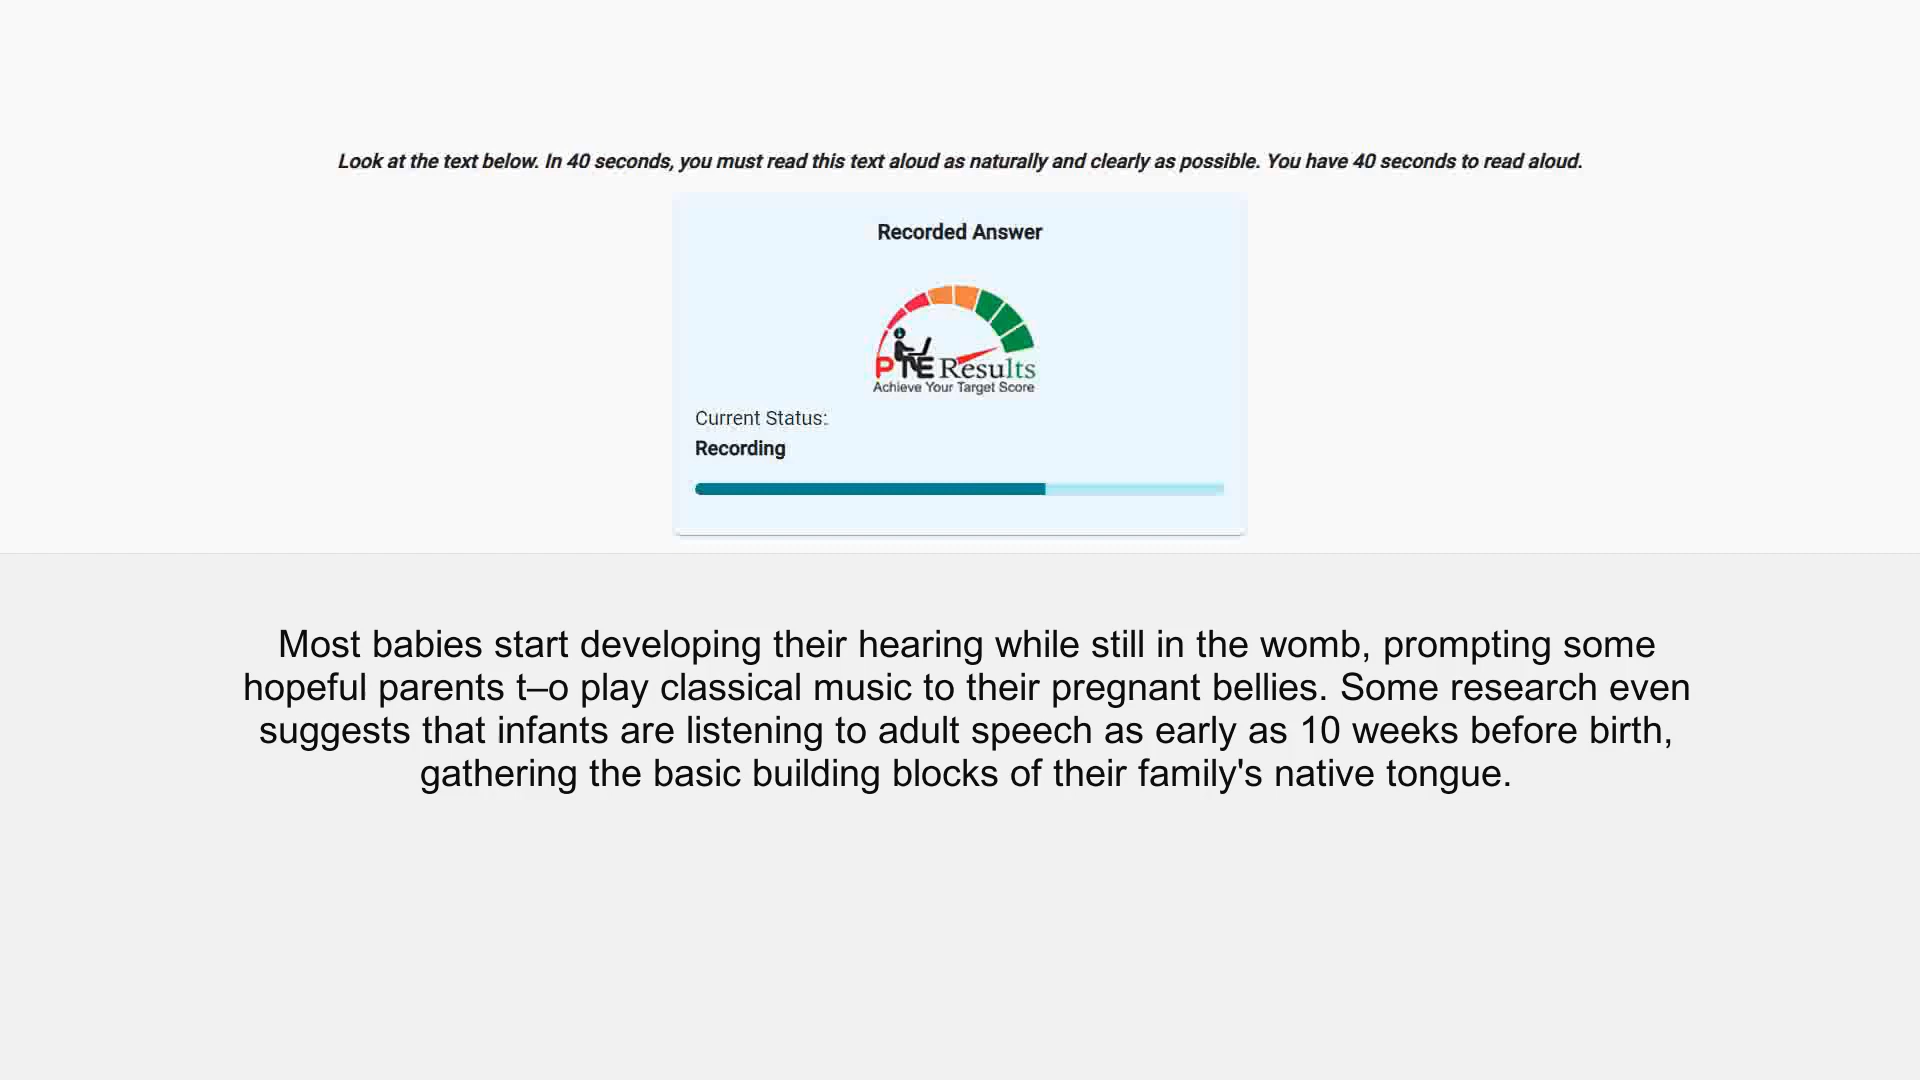 Look at the text below. In 40 seconds, you must read this text aloud as naturally and clearly as possible. You have 40 seconds to read aloud.
Recorded Answer
PTE Results
Achieve Your Target Score
Current Status:
Recording
Most babies start developing their hearing while still in the womb, prompting some
hopeful parents t—o play classical music to their pregnant bellies. Some research even
suggests that infants are listening to adult speech as early as 10 weeks before birth,
gathering the basic building blocks of their family's native tongue.